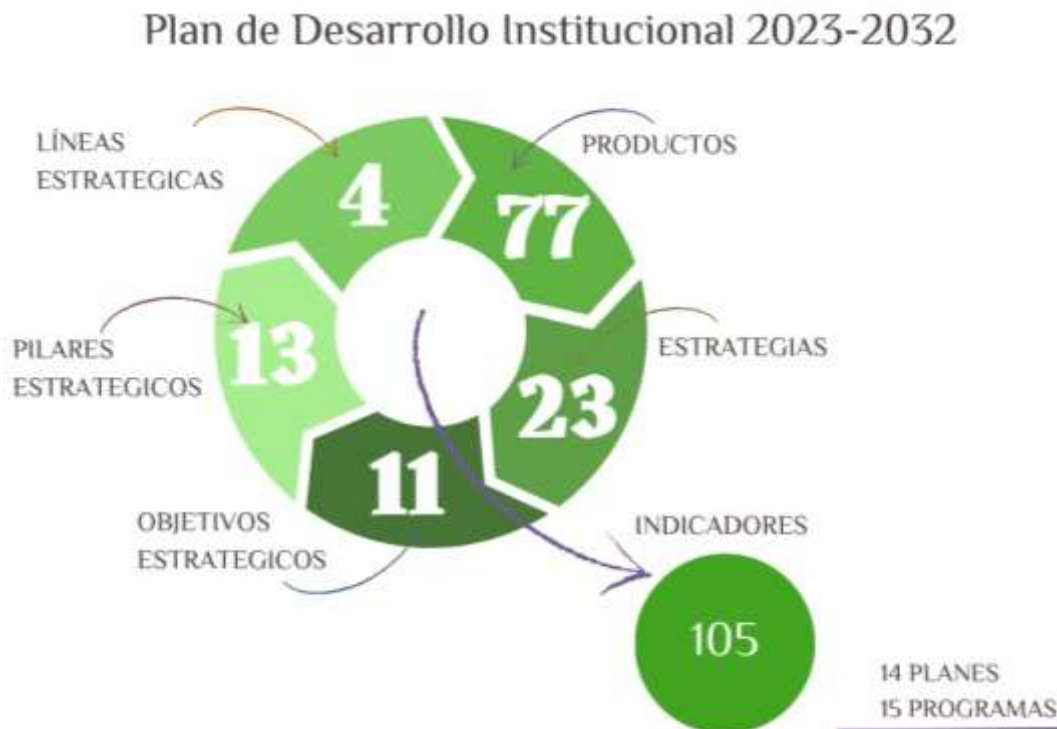 Plan de Desarrollo Institucional 2023-2032
LÍNEAS
ESTRATEGICAS
4
PRODUCTOS
77
PILARES
ESTRATEGICOS
13
ESTRATEGIAS
23
OBJETIVOS
ESTRATEGICOS
11
INDICADORES
105
14 PLANES
15 PROGRAMAS